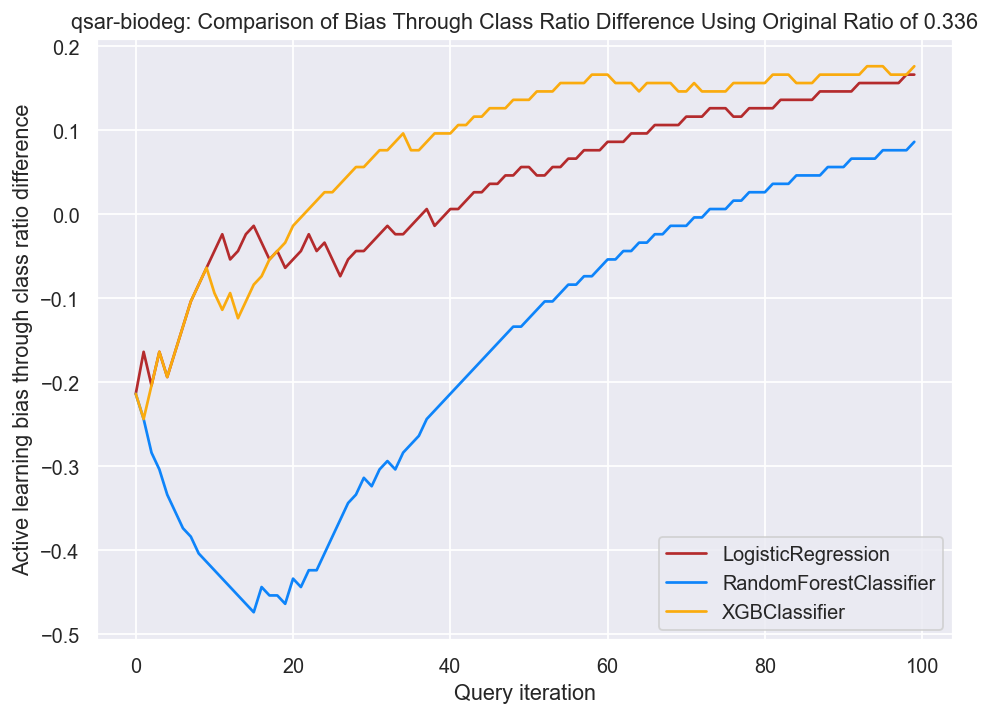 qsar-biodeg: Comparison of Bias Through Class Ratio Difference Using Original Ratio of 0.336
Active learning bias through class ratio difference
0.2
0.1
0.0
−0.1
−0.2
−0.3
−0.4
−0.5
0
20
40
60
80
100
Query iteration
LogisticRegression
RandomForestClassifier
XGBClassifier